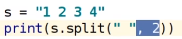 s = "1 2 3 4"
print(s.split(" ", 2))